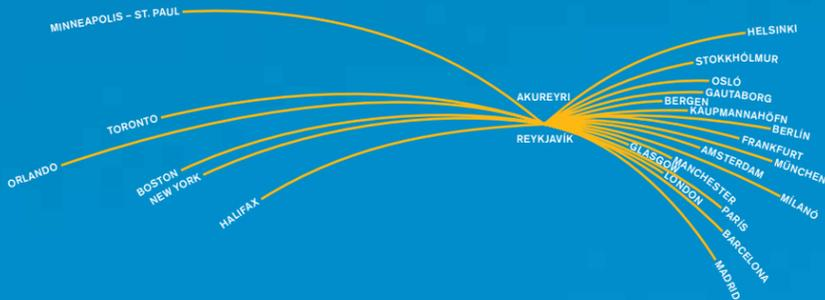 MINNEAPOLIS – ST. PAUL
TORONTO
ORLANDO
BOSTON
NEW YORK
HALIFAX
AKUREYRI
REYKJAVÍK
HELSINKI
STOKKHÓLMUR
OSLÓ
GAUTABORG
BERGEN
KAUPMANNAHÖFN
BERLÍN
FRANKFURT
MÜNCHEN
AMSTERDAM
MÍLANÓ
GLASGOW
MANCHESTER
LONDON
PARÍS
BARCELONA
MADRID